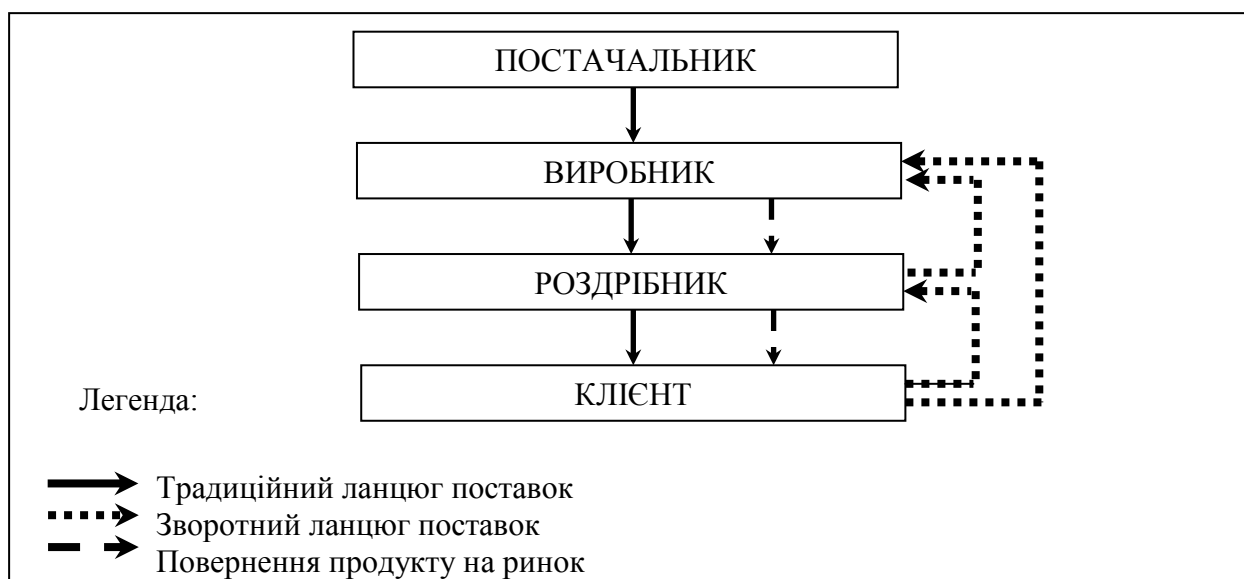 ПОСТАЧАЛЬНИК
ВИРОБНИК
РОЗДРІБНИК
КЛІЄНТ
Легенда:
Традиційний ланцюг поставок
Зворотний ланцюг поставок
Повернення продукту на ринок